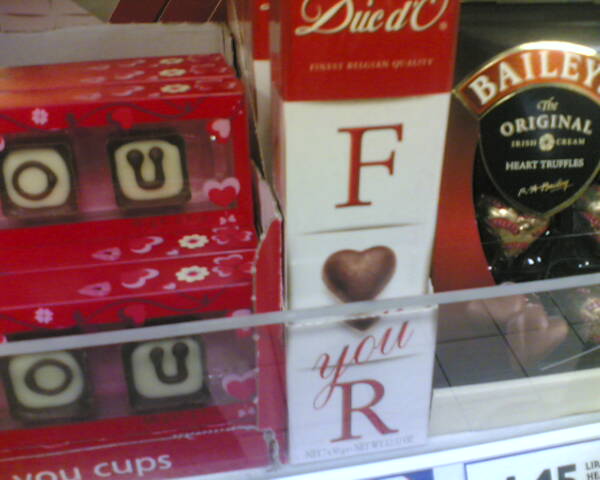 O U
O U
you cups
Duc d'O
FINEST BELGIAN QUALITY
F
you
R
BAILEYS
The
ORIGINAL
IRISH CREAM
HEART TRUFFLES